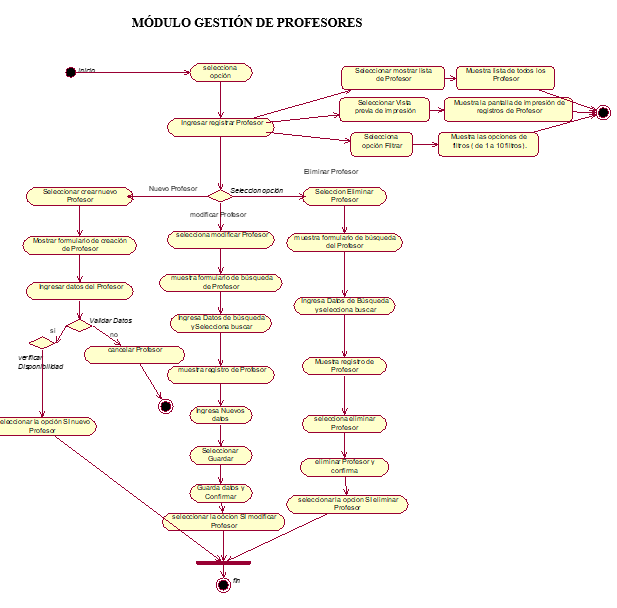 MÓDULO GESTIÓN DE PROFESORES
inicio
selecciona
opción
Seleccionar mostrar lista
de Profesor
Muestra lista de todos los
Profesor
Seleccionar Vista
previa de impresión
Muestra la pantalla de impresión de
registros de Profesor
Ingresar registrar Profesor
Selecciona
opción Filtrar
Muestra las opciones de
filtros ( de 1 a 10 filtros).
Eliminar Profesor
Seleccionar crear nuevo
Profesor
Nuevo Profesor
Seleccion opción
Seleccion Eliminar
Profesor
modificar Profesor
Mostrar formulario de creación
de Profesor
selecciona modificar Profesor
muestra formulario de búsqueda
del Profesor
Ingresar datos del Profesor
muestra formulario de búsqueda
de Profesor
Ingresa Datos de Búsqueda
y selecciona buscar
Validar Datos
si
no
Ingresa Datos de búsqueda
y Selecciona buscar
verificar
Disponibilidad
cancelar Profesor
muestra registro de Profesor
Muestra registro de
Profesor
seleccionar la opción SI nuevo
Profesor
Ingresa Nuevos
datos
selecciona eliminar
Profesor
Seleccionar
Guardar
eliminar Profesor y
confirma
Guarda datos y
Confirmar
seleccionar la opcion SI eliminar
Profesor
seleccionar la opcion SI modificar
Profesor
fin